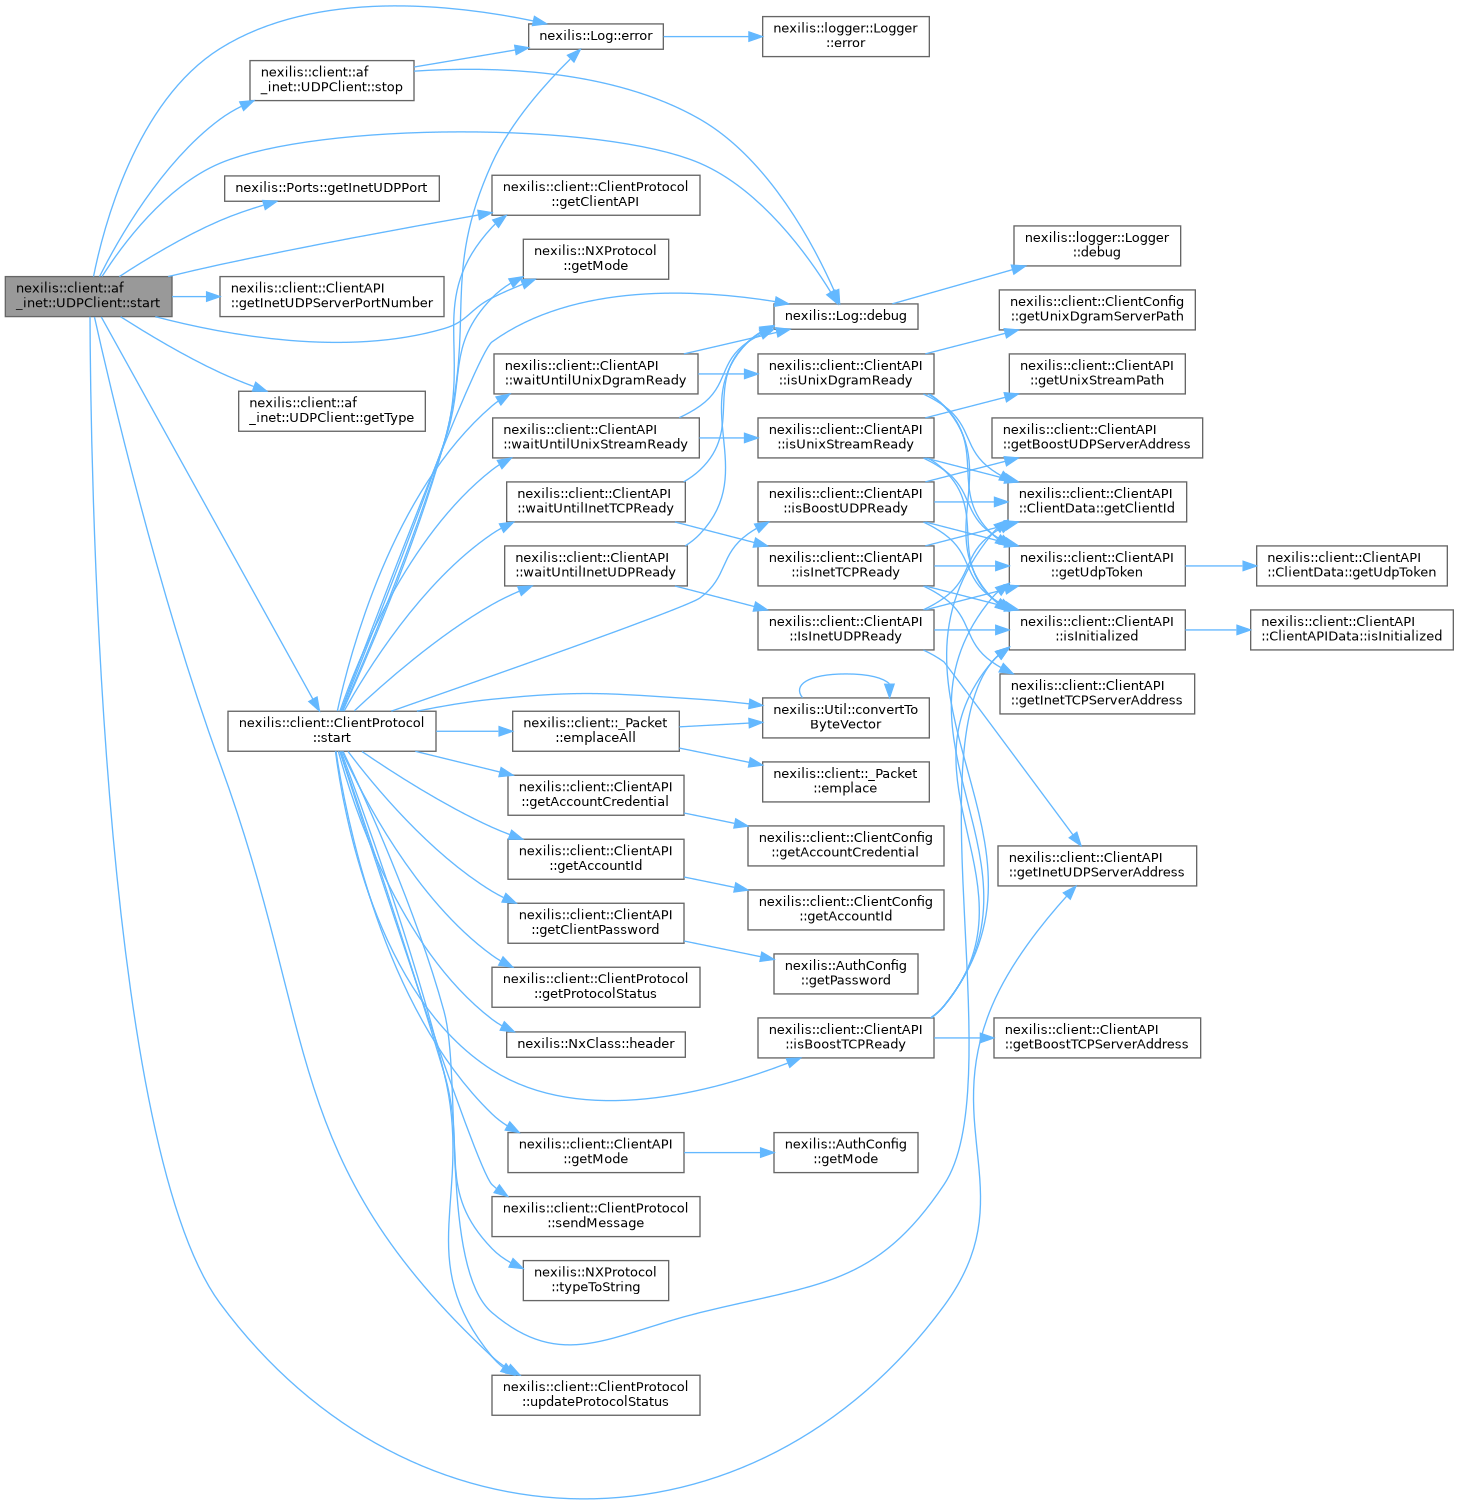 nexilis::client::af
_inet::UDPClient::start
nexilis::client::af
_inet::UDPClient::stop
nexilis::Ports::getInetUDPPort
nexilis::client::ClientAPI
::getInetUDPServerPortNumber
nexilis::client::af
_inet::UDPClient::getType
nexilis::client::ClientProtocol
::start
nexilis::Log::error
nexilis::client::ClientProtocol
::getClientAPI
nexilis::NXProtocol
::getMode
nexilis::client::ClientAPI
::waitUntilUnixDgramReady
nexilis::client::ClientAPI
::waitUntilUnixStreamReady
nexilis::client::ClientAPI
::waitUntilInetTCPReady
nexilis::client::ClientAPI
::waitUntilInetUDPReady
nexilis::client::_Packet
::emplaceAll
nexilis::client::ClientAPI
::getAccountCredential
nexilis::client::ClientAPI
::getAccountId
nexilis::client::ClientAPI
::getClientPassword
nexilis::client::ClientProtocol
::getProtocolStatus
nexilis::NxClass::header
nexilis::client::ClientAPI
::getMode
nexilis::client::ClientProtocol
::sendMessage
nexilis::NXProtocol
::typeToString
nexilis::client::ClientProtocol
::updateProtocolStatus
nexilis::logger::Logger
::error
nexilis::Log::debug
nexilis::client::ClientAPI
::isUnixDgramReady
nexilis::client::ClientAPI
::isUnixStreamReady
nexilis::client::ClientAPI
::isBoostUDPReady
nexilis::client::ClientAPI
::isInetTCPReady
nexilis::client::ClientAPI
::IsInetUDPReady
nexilis::Util::convertTo
ByteVector
nexilis::client::_Packet
::emplace
nexilis::client::ClientConfig
::getAccountCredential
nexilis::client::ClientConfig
::getAccountId
nexilis::AuthConfig
::getPassword
nexilis::client::ClientAPI
::isBoostTCPReady
nexilis::AuthConfig
::getMode
nexilis::logger::Logger
::debug
nexilis::client::ClientConfig
::getUnixDgramServerPath
nexilis::client::ClientAPI
::getUnixStreamPath
nexilis::client::ClientAPI
::getBoostUDPServerAddress
nexilis::client::ClientAPI
::ClientData::getClientId
nexilis::client::ClientAPI
::getUdpToken
nexilis::client::ClientAPI
::isInitialized
nexilis::client::ClientAPI
::getInetTCPServerAddress
nexilis::client::ClientAPI
::getInetUDPServerAddress
nexilis::client::ClientAPI
::getBoostTCPServerAddress
nexilis::client::ClientAPI
::ClientData::getUdpToken
nexilis::client::ClientAPI
::ClientAPIData::isInitialized